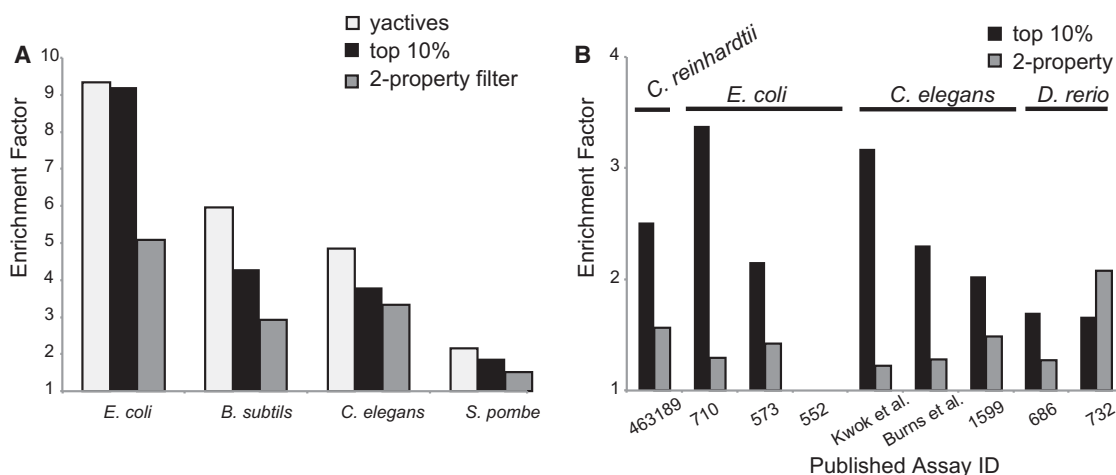 A
yactives
top 10%
2-property filter
Enrichment Factor
10
9
8
7
6
5
4
3
2
1
E. coli
B. subtils
C. elegans
S. pombe
B
top 10%
2-property
C. reinhardtii
E. coli
C. elegans
D. rerio
Enrichment Factor
4
3
2
1
463189
710
573
552
Kwok et al.
Burns et al.
1599
686
732
Published Assay ID